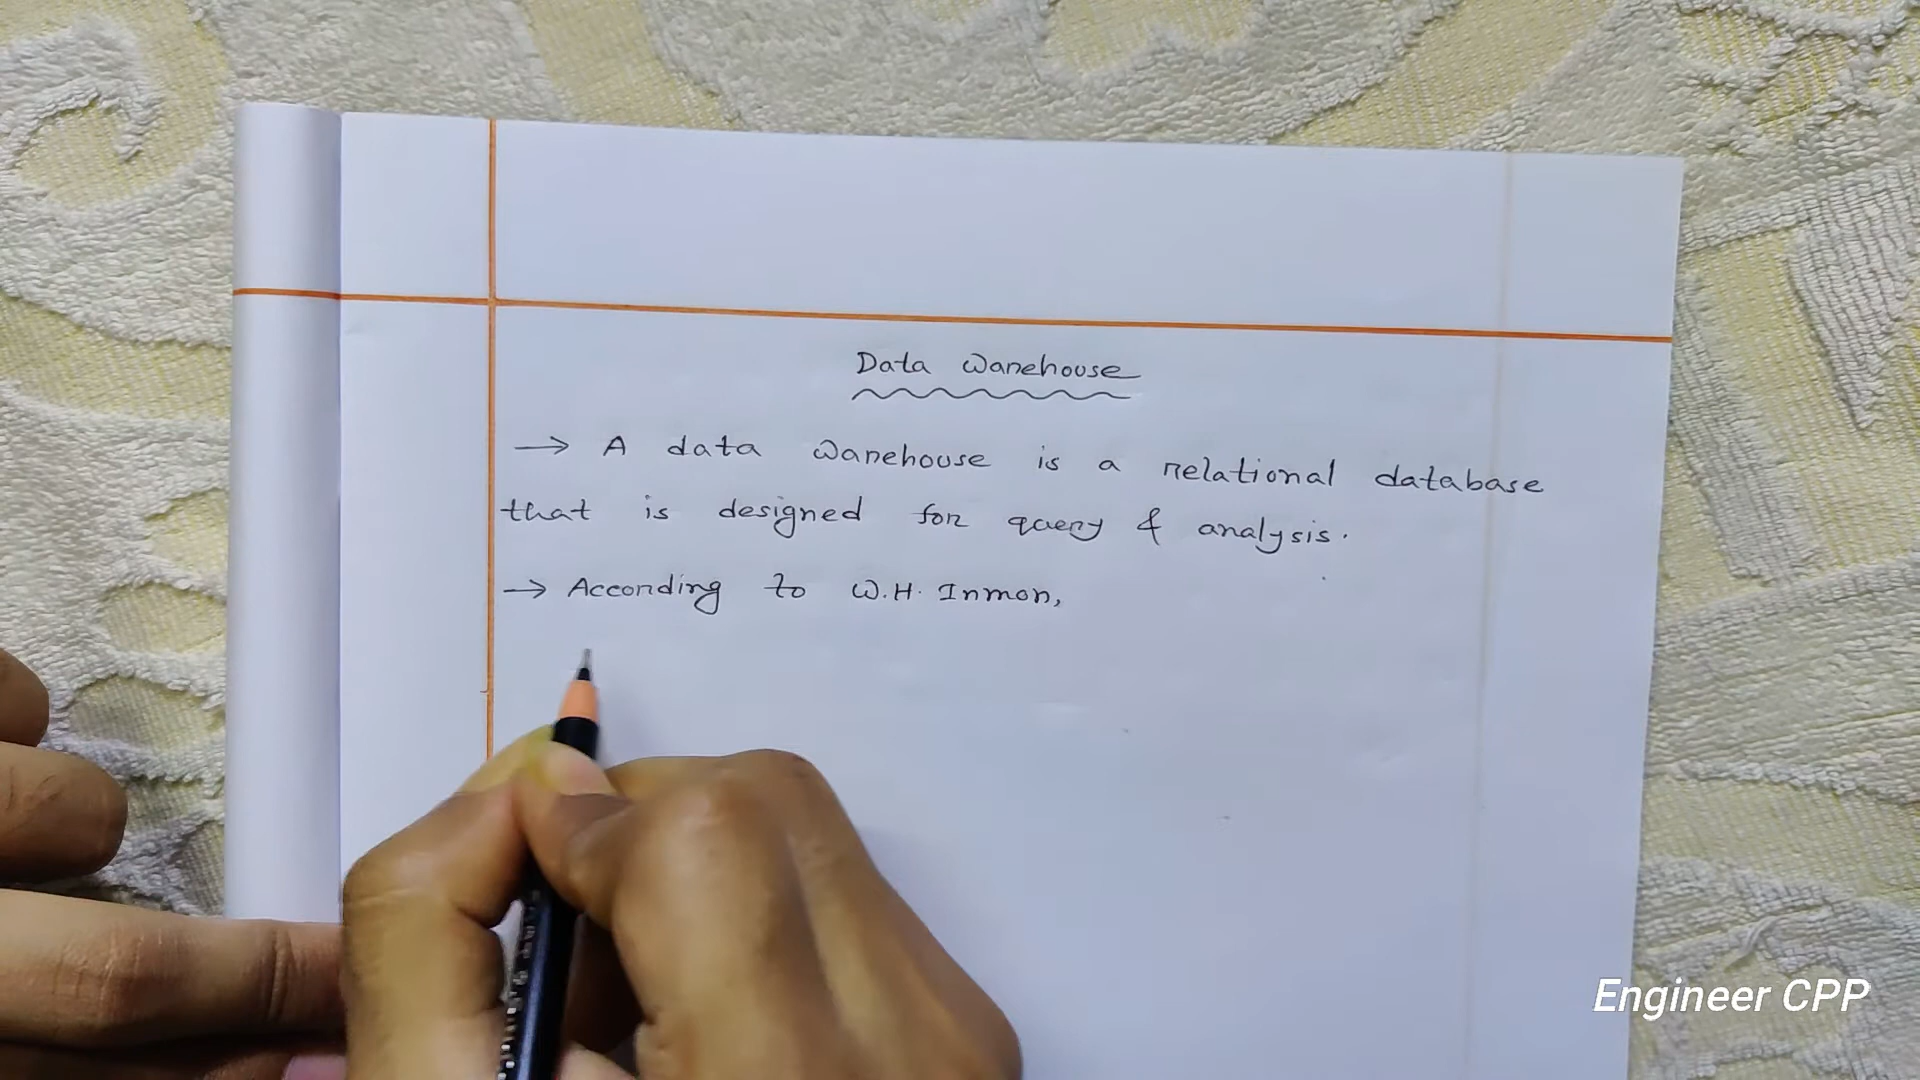 Data Warehouse
→ A data warehouse is a relational database
that is designed for query & analysis.
→ According to W.H. Inmon,
Engineer CPP